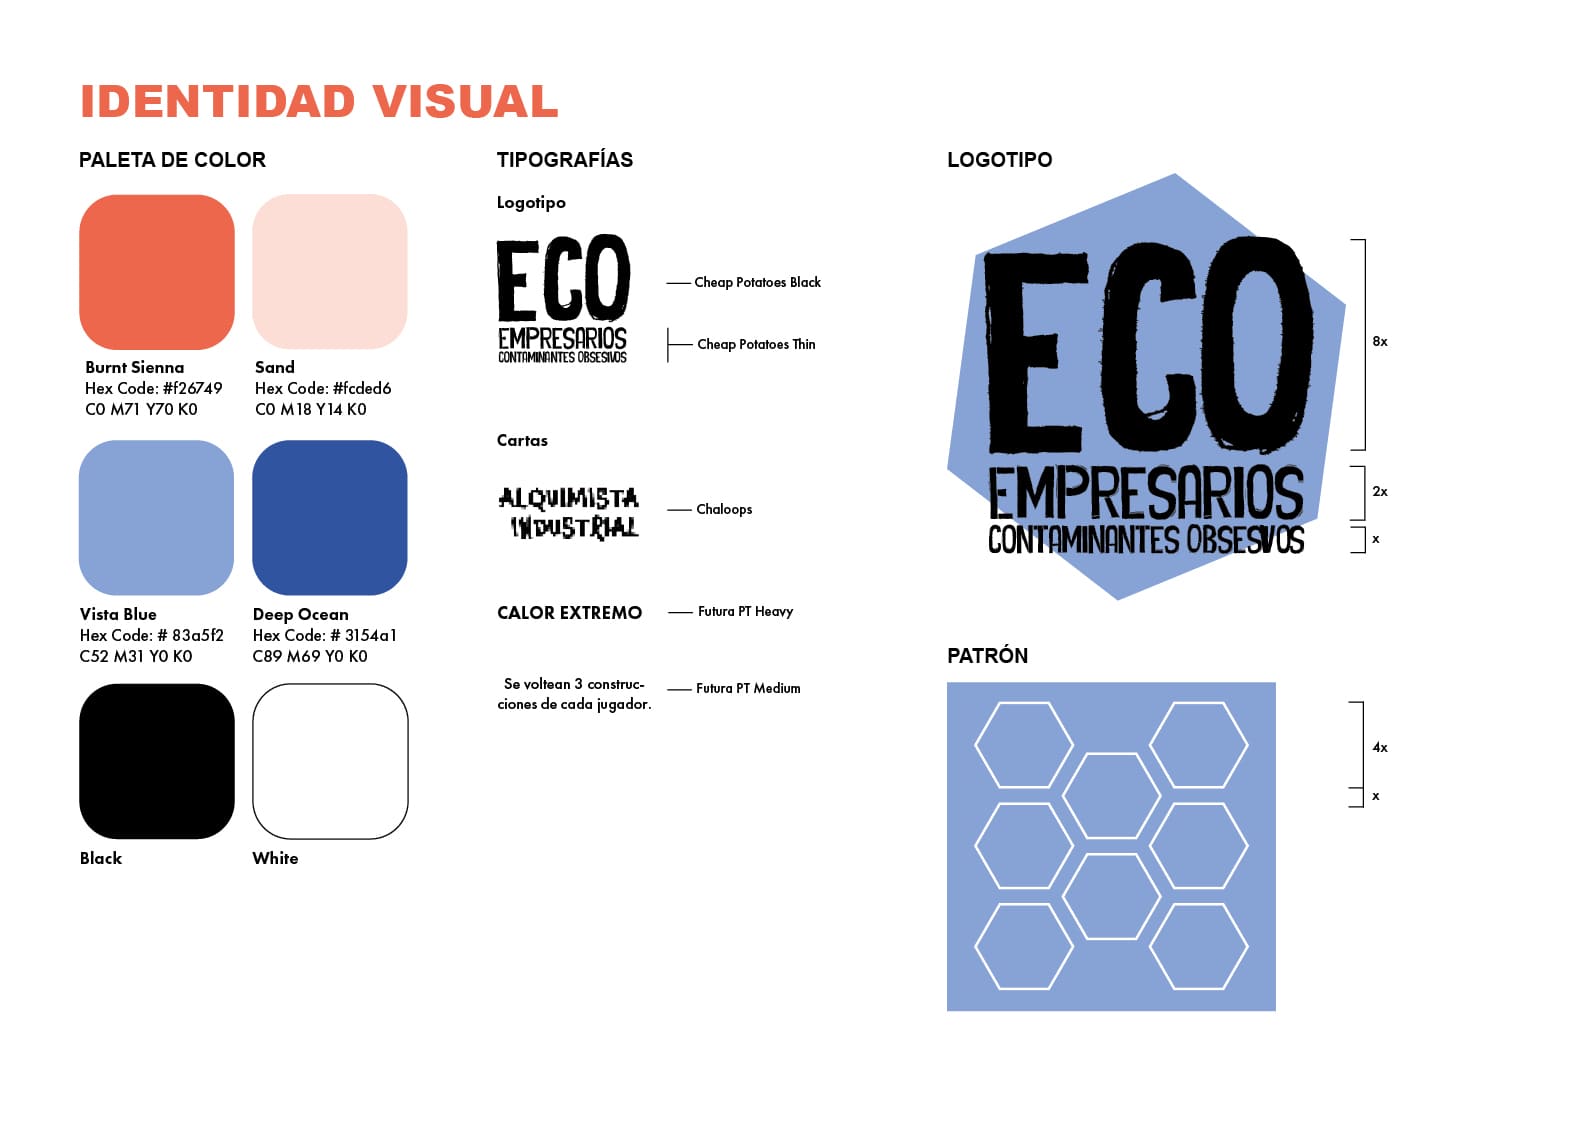 IDENTIDAD VISUAL
PALETA DE COLOR
Burnt Sienna
Hex Code: #f26749
C0 M71 Y70 K0
Sand
Hex Code: #fcded6
C0 M18 Y14 K0
Vista Blue
Hex Code: # 83a5f2
C52 M31 Y0 K0
Deep Ocean
Hex Code: # 3154a1
C89 M69 Y0 K0
Black
White
TIPOGRAFÍAS
Logotipo
ECO
EMPRESARIOS
CONTAMINANTES OBSESIVOS
Cheap Potatoes Black
Cheap Potatoes Thin
Cartas
ALQUIMISTA
INDUSTRIAL
Chaloops
CALOR EXTREMO
Futura PT Heavy
Se voltean 3 construc-
ciones de cada jugador.
Futura PT Medium
LOGOTIPO
ECO
EMPRESARIOS
CONTAMINANTES OBSESIVOS
8x
2x
x
PATRÓN
4x
x